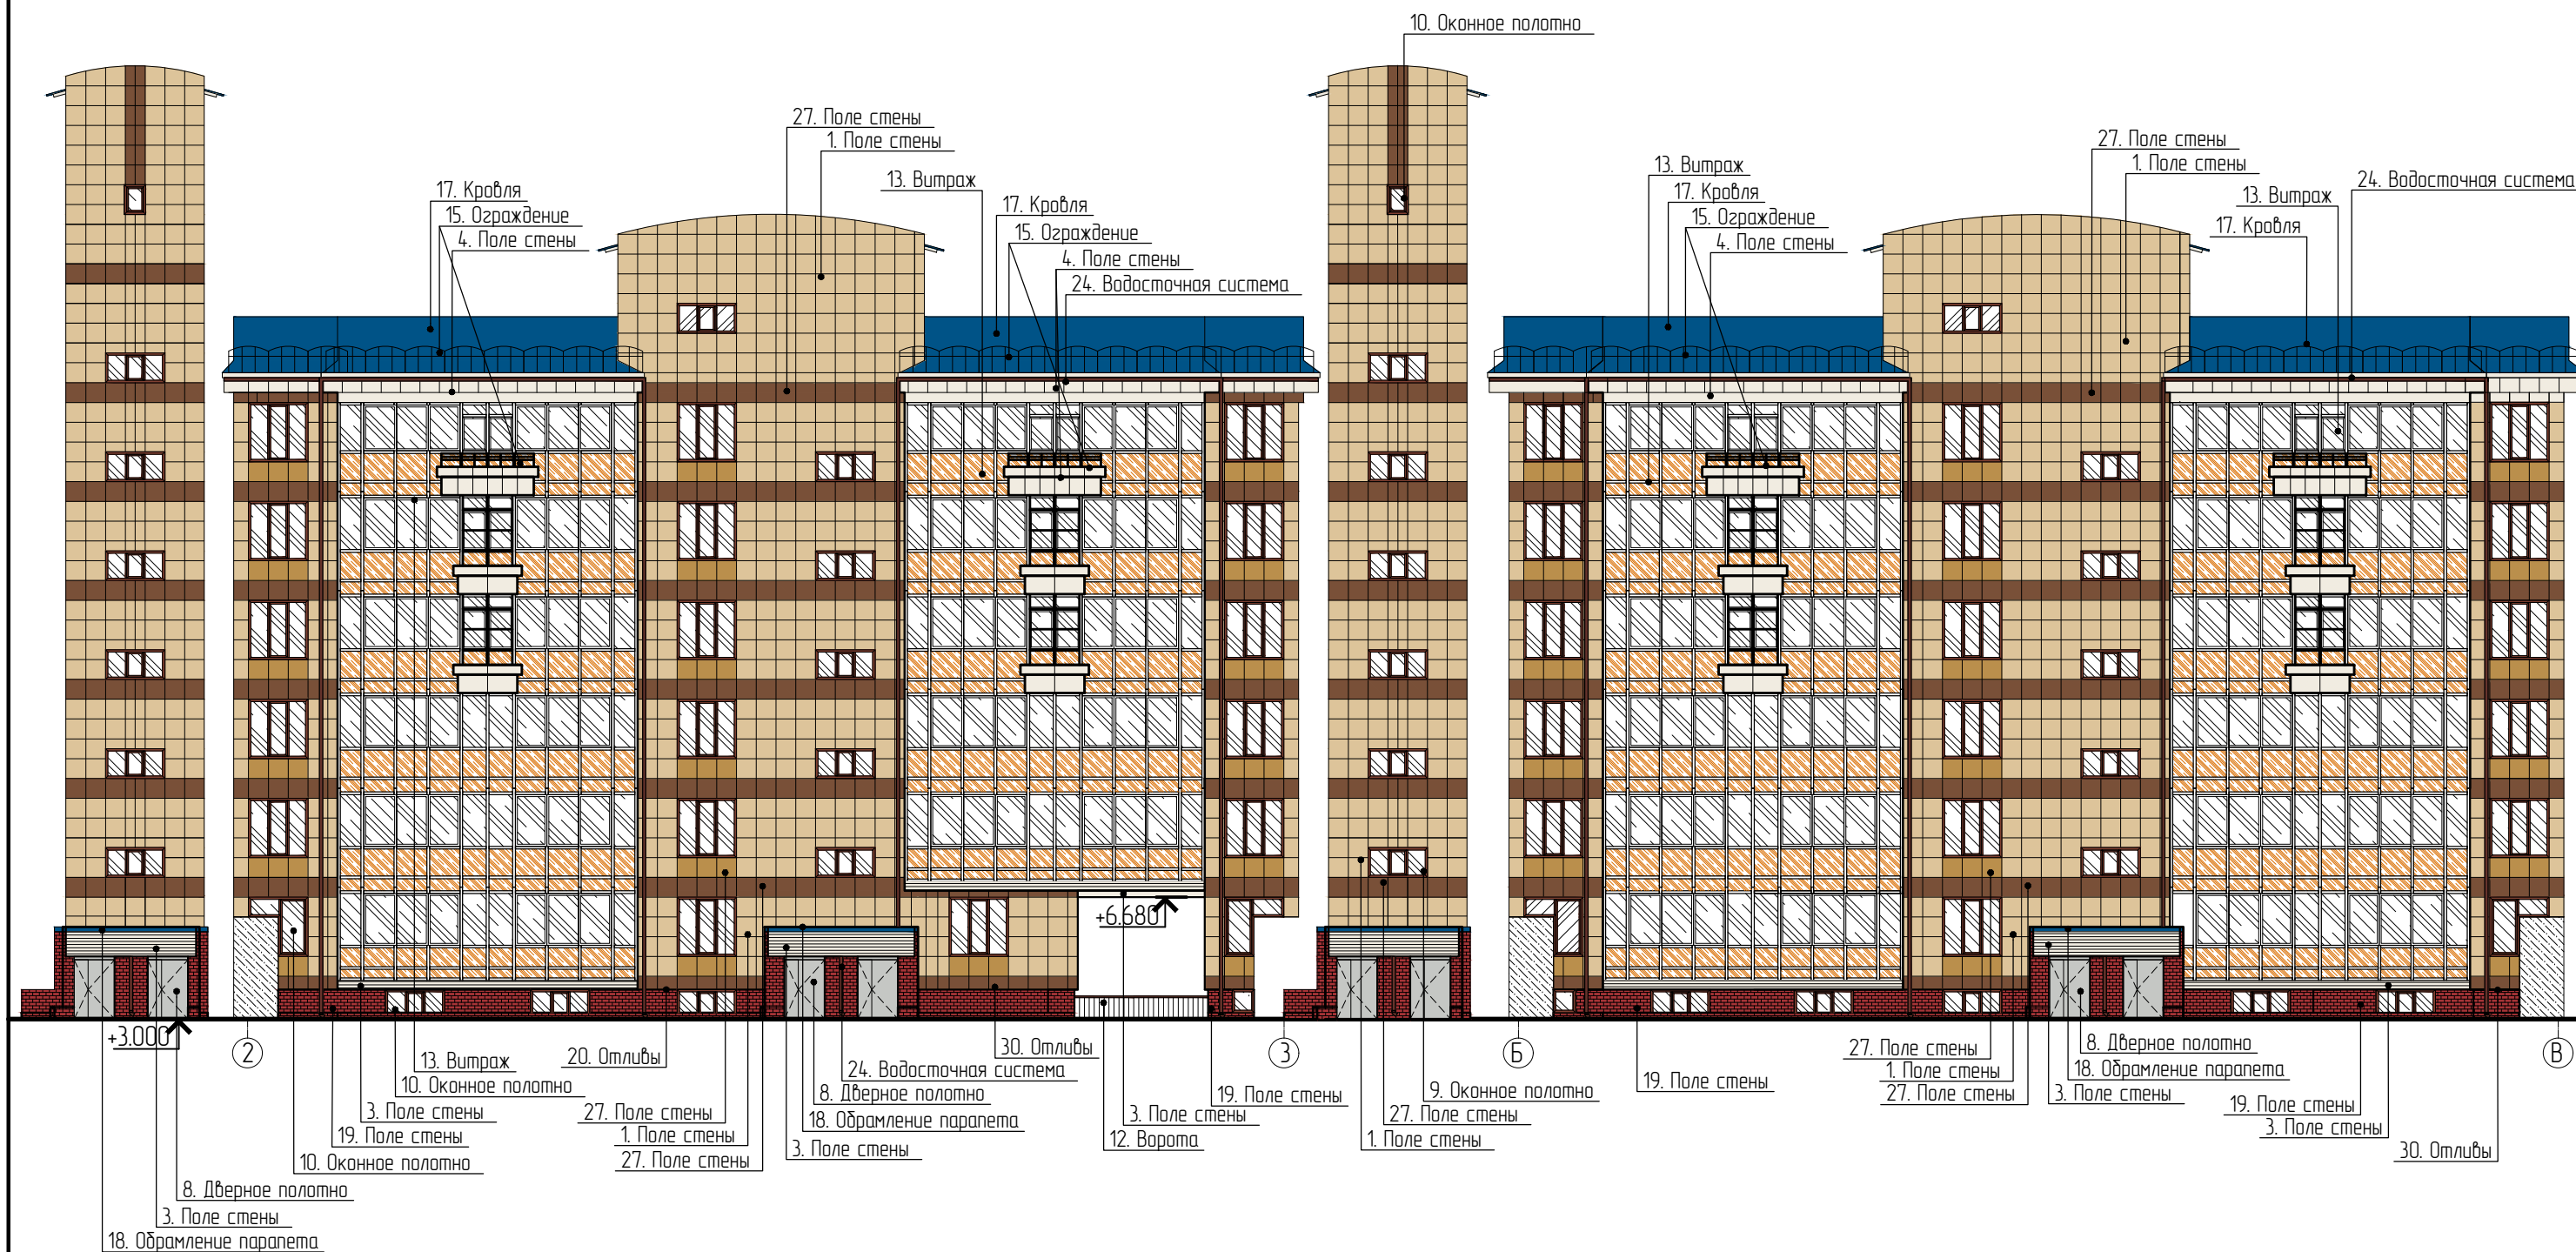 10. Оконное полотно
27. Поле стены
1. Поле стены
13. Витраж
17. Кровля
15. Ограждение
4. Поле стены
17. Кровля
15. Ограждение
4. Поле стены
24. Водосточная система
27. Поле стены
1. Поле стены
13. Витраж
17. Кровля
15. Ограждение
4. Поле стены
24. Водосточная система
13. Витраж
17. Кровля
+6.680
+3.000
2
3
Б
В
13. Витраж
10. Оконное полотно
3. Поле стены
19. Поле стены
10. Оконное полотно
8. Дверное полотно
3. Поле стены
18. Обрамление парапета
20. Отливы
27. Поле стены
1. Поле стены
27. Поле стены
30. Отливы
24. Водосточная система
8. Дверное полотно
18. Обрамление парапета
3. Поле стены
19. Поле стены
3. Поле стены
12. Ворота
9. Оконное полотно
27. Поле стены
1. Поле стены
19. Поле стены
27. Поле стены
1. Поле стены
27. Поле стены
8. Дверное полотно
18. Обрамление парапета
3. Поле стены
19. Поле стены
3. Поле стены
30. Отливы